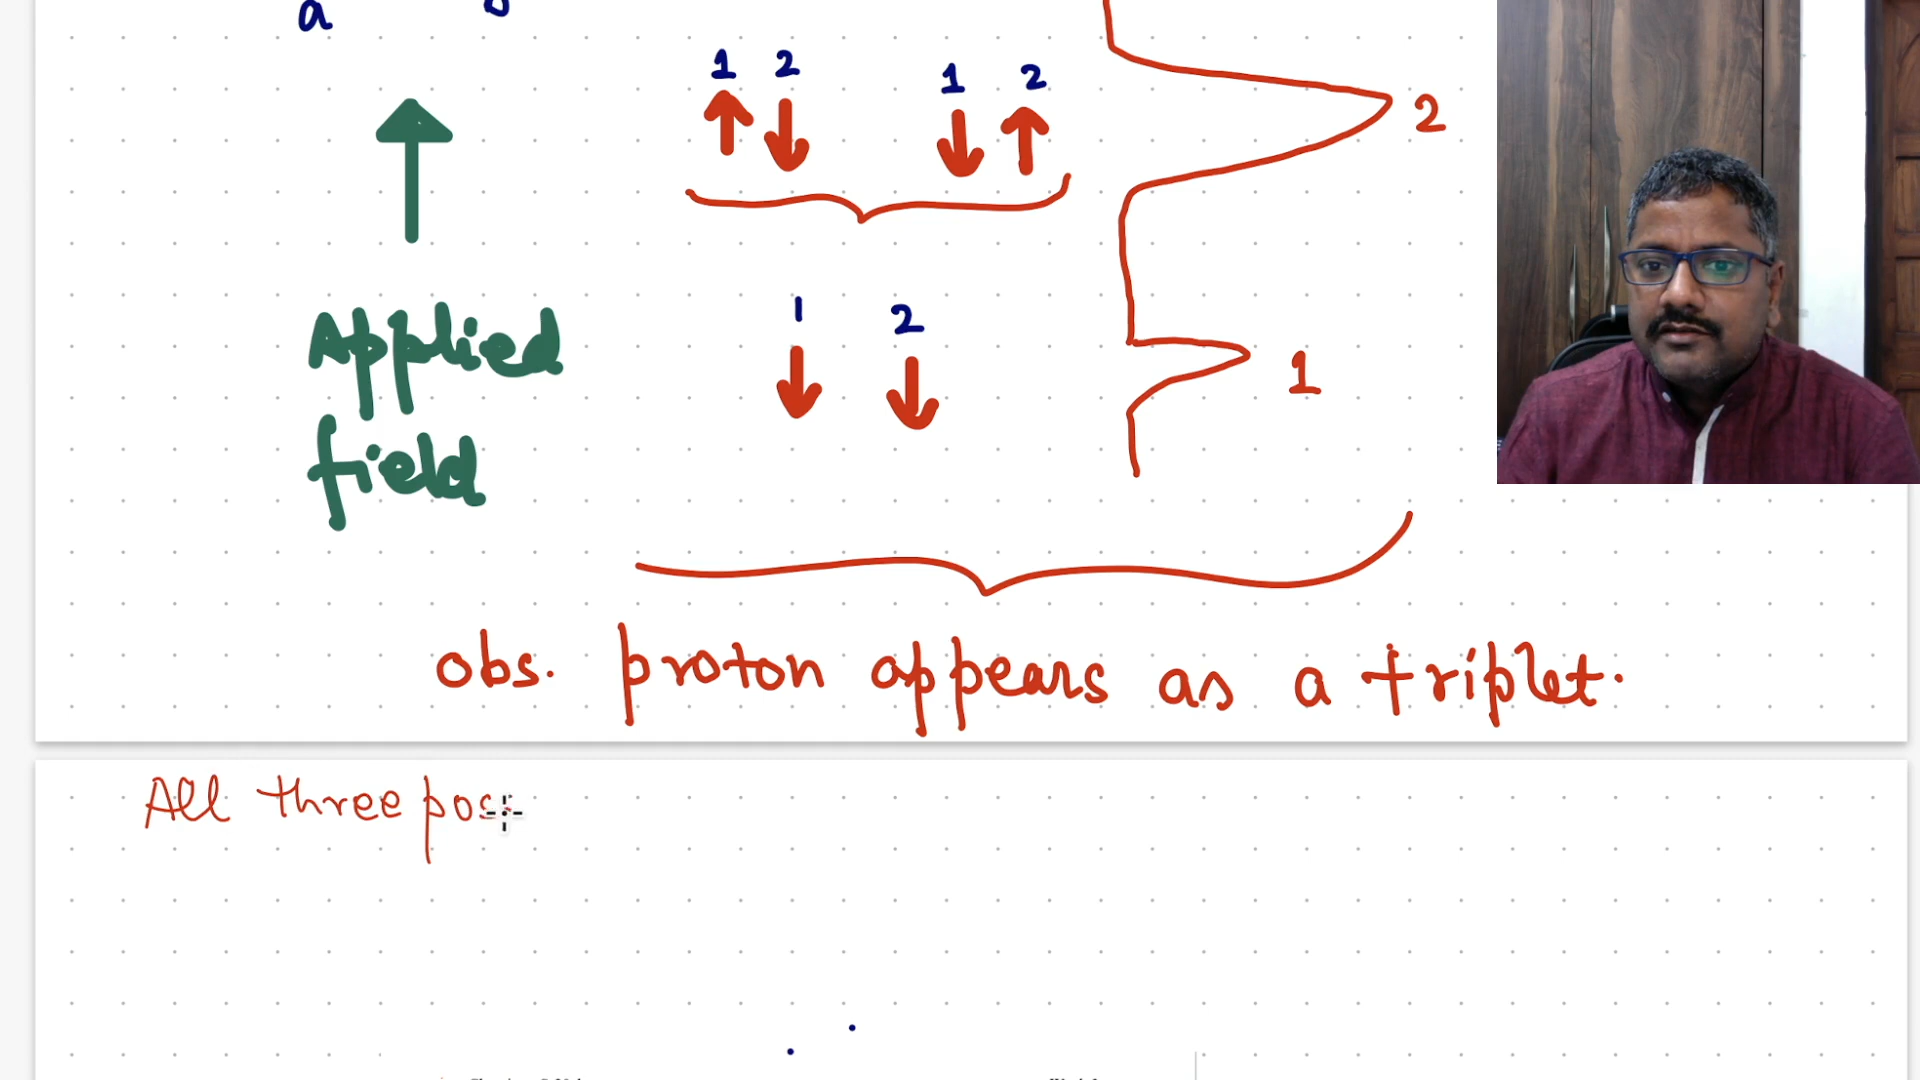 a
1 2 1 2
2
1 2
1
Applied
field
obs. proton appears as a triplet.
All three pos